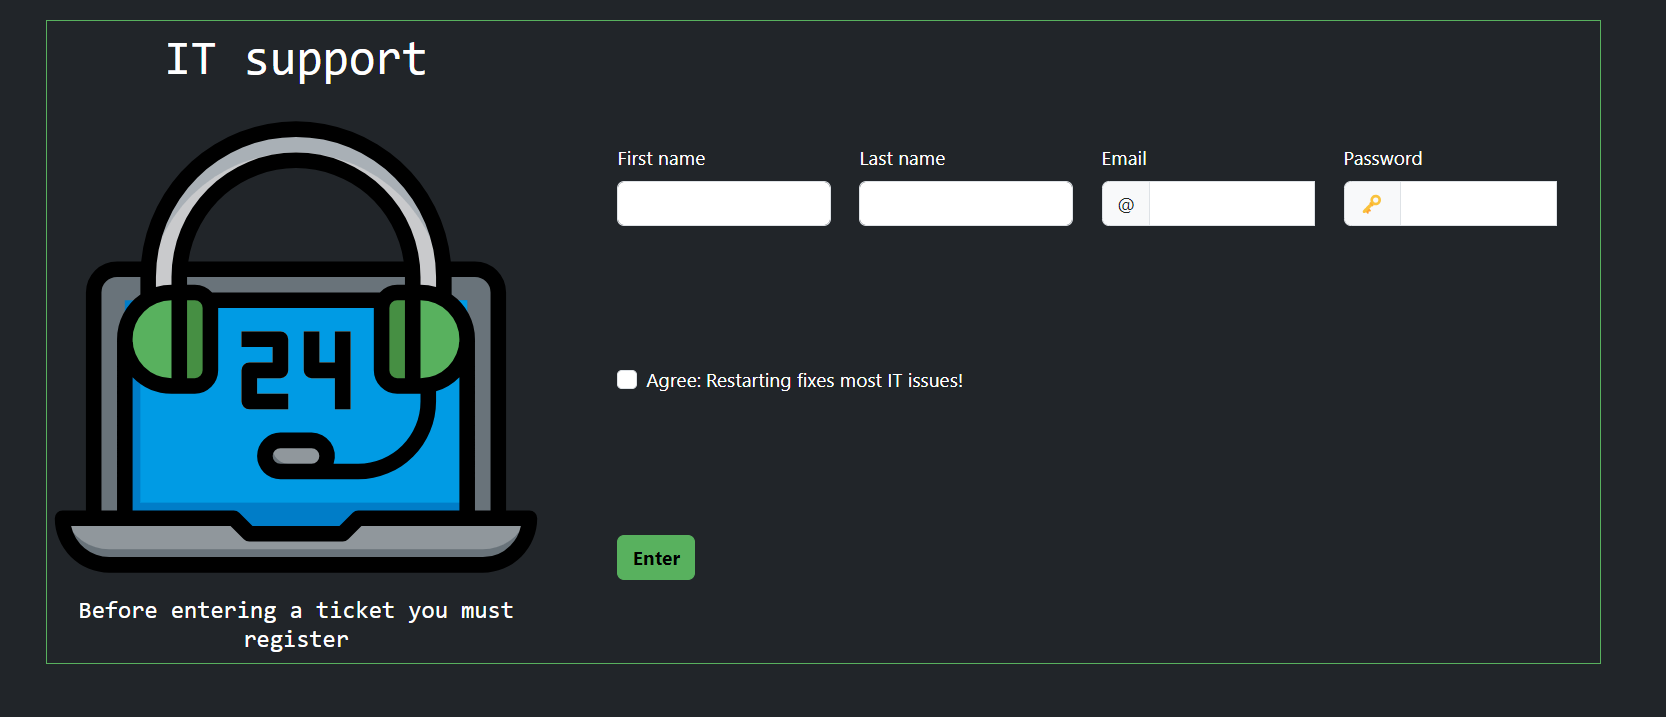 IT support
First name
Last name
Email
Password
@
24
Agree: Restarting fixes most IT issues!
Enter
Before entering a ticket you must
register